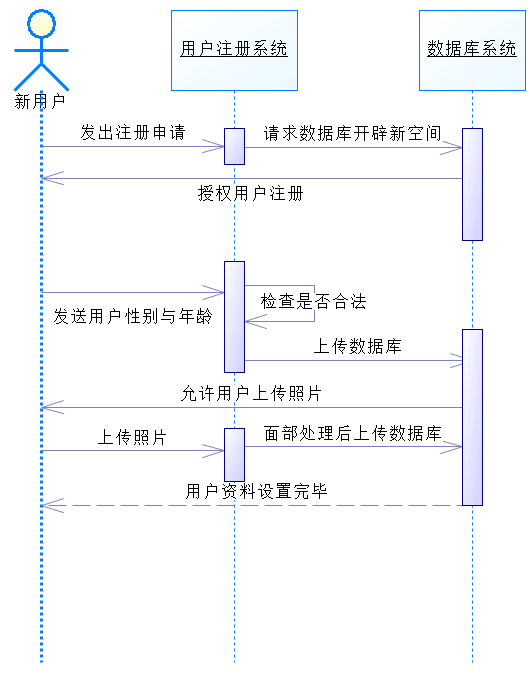 用户注册系统
数据库系统
新用户
发出注册申请
请求数据库开辟新空间
授权用户注册
检查是否合法
发送用户性别与年龄
上传数据库
允许用户上传照片
上传照片
面部处理后上传数据库
用户资料设置完毕